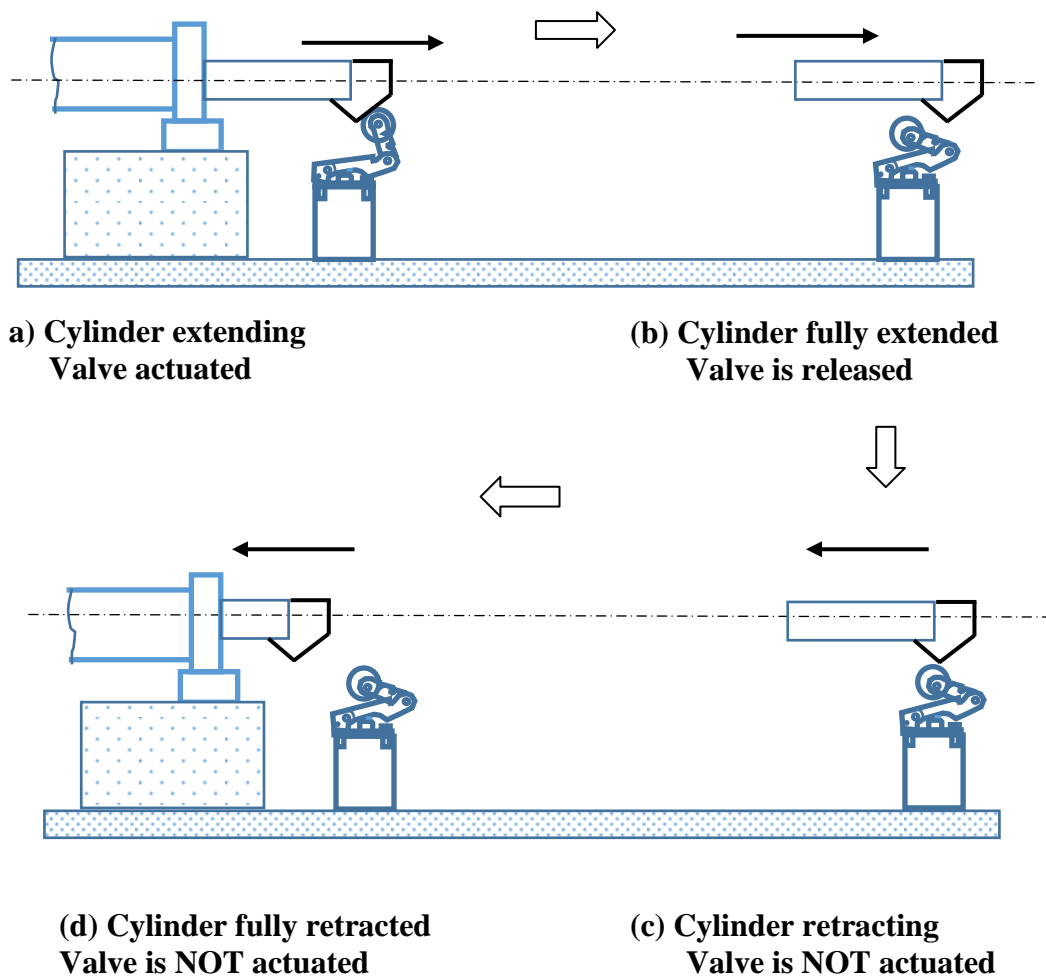 a) Cylinder extending
Valve actuated
(b) Cylinder fully extended
Valve is released
(d) Cylinder fully retracted
Valve is NOT actuated
(c) Cylinder retracting
Valve is NOT actuated